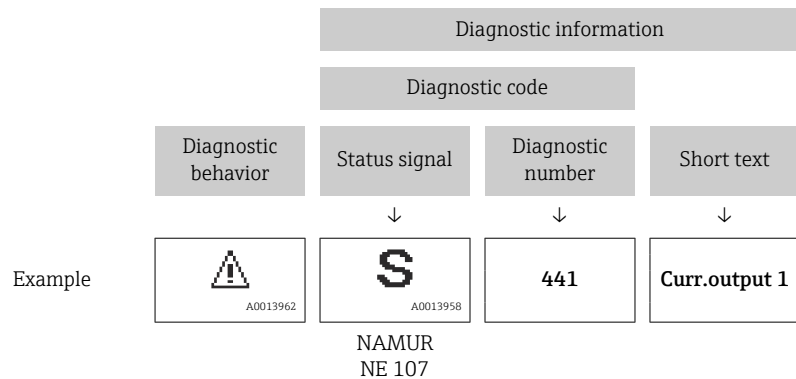 Diagnostic information
Diagnostic code
Diagnostic
behavior
Status signal
Diagnostic
number
Short text
↓ ↓ ↓
Example
A0013962
S
A0013958
441
Curr.output 1
NAMUR
NE 107